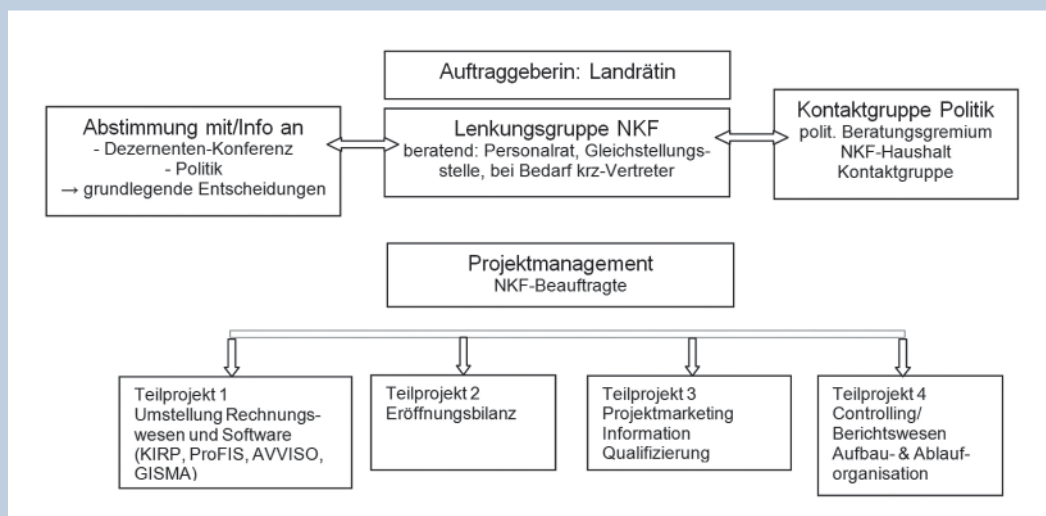 Auftraggeberin: Landrätin
Abstimmung mit/Info an
- Dezernenten-Konferenz
- Politik
→ grundlegende Entscheidungen
Lenkungsgruppe NKF
beratend: Personalrat, Gleichstellungs-
stelle, bei Bedarf krz-Vertreter
Kontaktgruppe Politik
polit. Beratungsgremium
NKF-Haushalt
Kontaktgruppe
Projektmanagement
NKF-Beauftragte
Teilprojekt 1
Umstellung Rechnungs-
wesen und Software
(KIRP, ProFIS, AVVISO,
GISMA)
Teilprojekt 2
Eröffnungsbilanz
Teilprojekt 3
Projektmarketing
Information
Qualifizierung
Teilprojekt 4
Controlling/
Berichtswesen
Aufbau- & Ablauf-
organisation